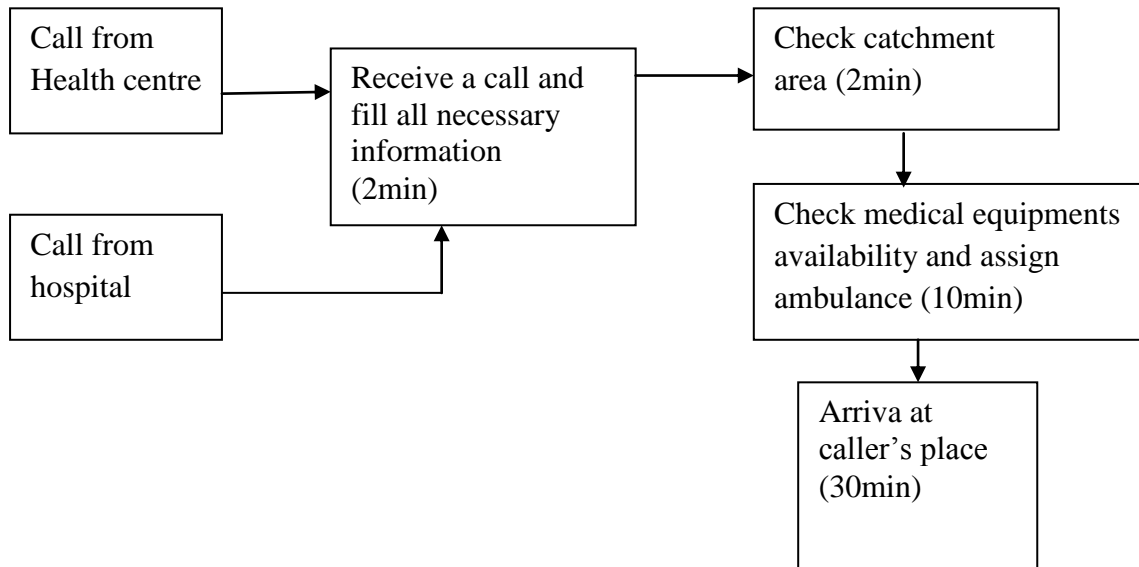 Call from
Health centre
Receive a call and
fill all necessary
information
(2min)
Check catchment
area (2min)
Call from
hospital
Check medical equipments
availability and assign
ambulance (10min)
Arriva at
caller’s place
(30min)